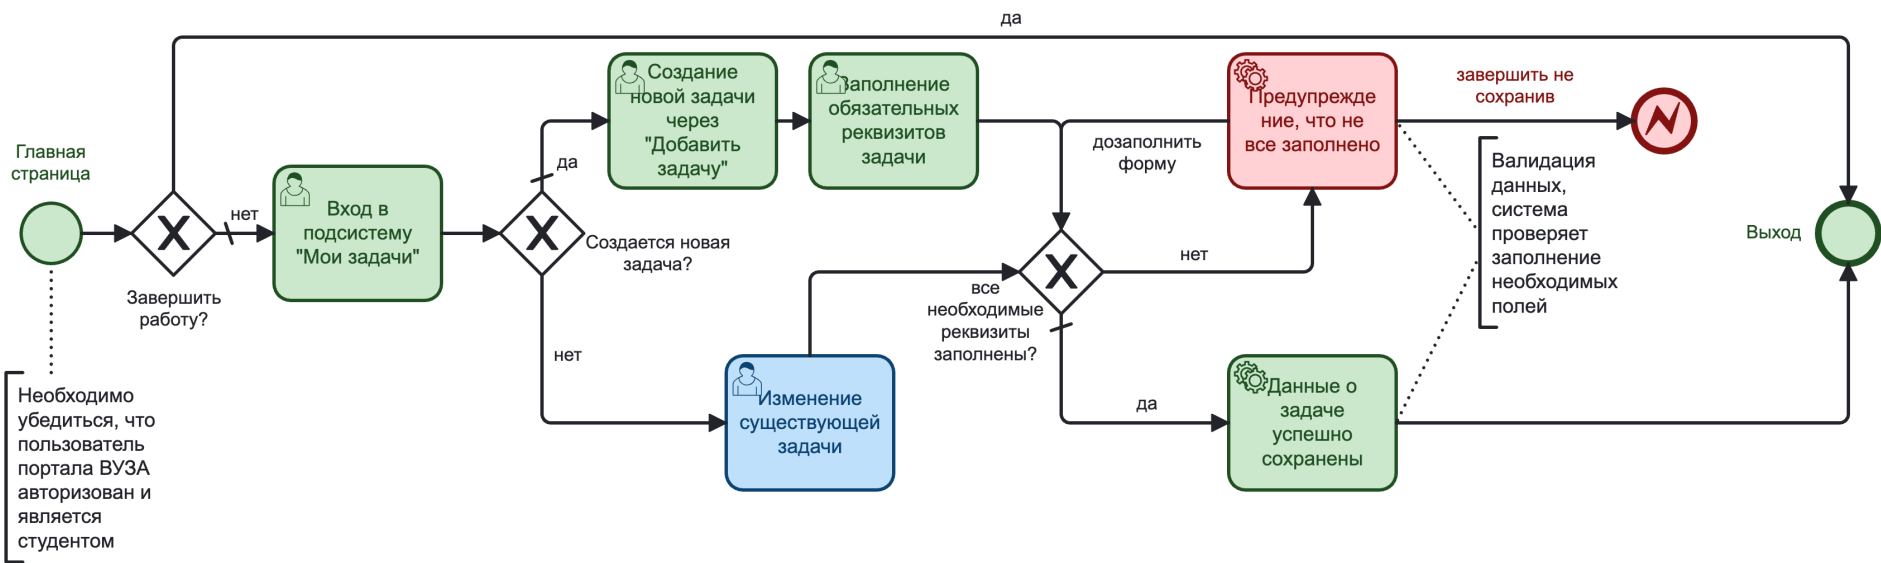 да
Главная
страница
Завершить
работу?
нет
Необходимо
убедиться, что
пользователь
портала ВУЗА
авторизован и
является
студентом
Вход в
подсистему
"Мои задачи"
Создается новая
задача?
да
нет
Создание
новой задачи
через
"Добавить
задачу"
Заполнение
обязательных
реквизитов
задачи
Изменение
существующей
задачи
все
необходимые
реквизиты
заполнены?
дозаполнить
форму
нет
да
Предупрежде
ние, что не
все заполнено
завершить не
сохранив
Данные о
задаче
успешно
сохранены
Валидация
данных,
система
проверяет
заполнение
необходимых
полей
Выход